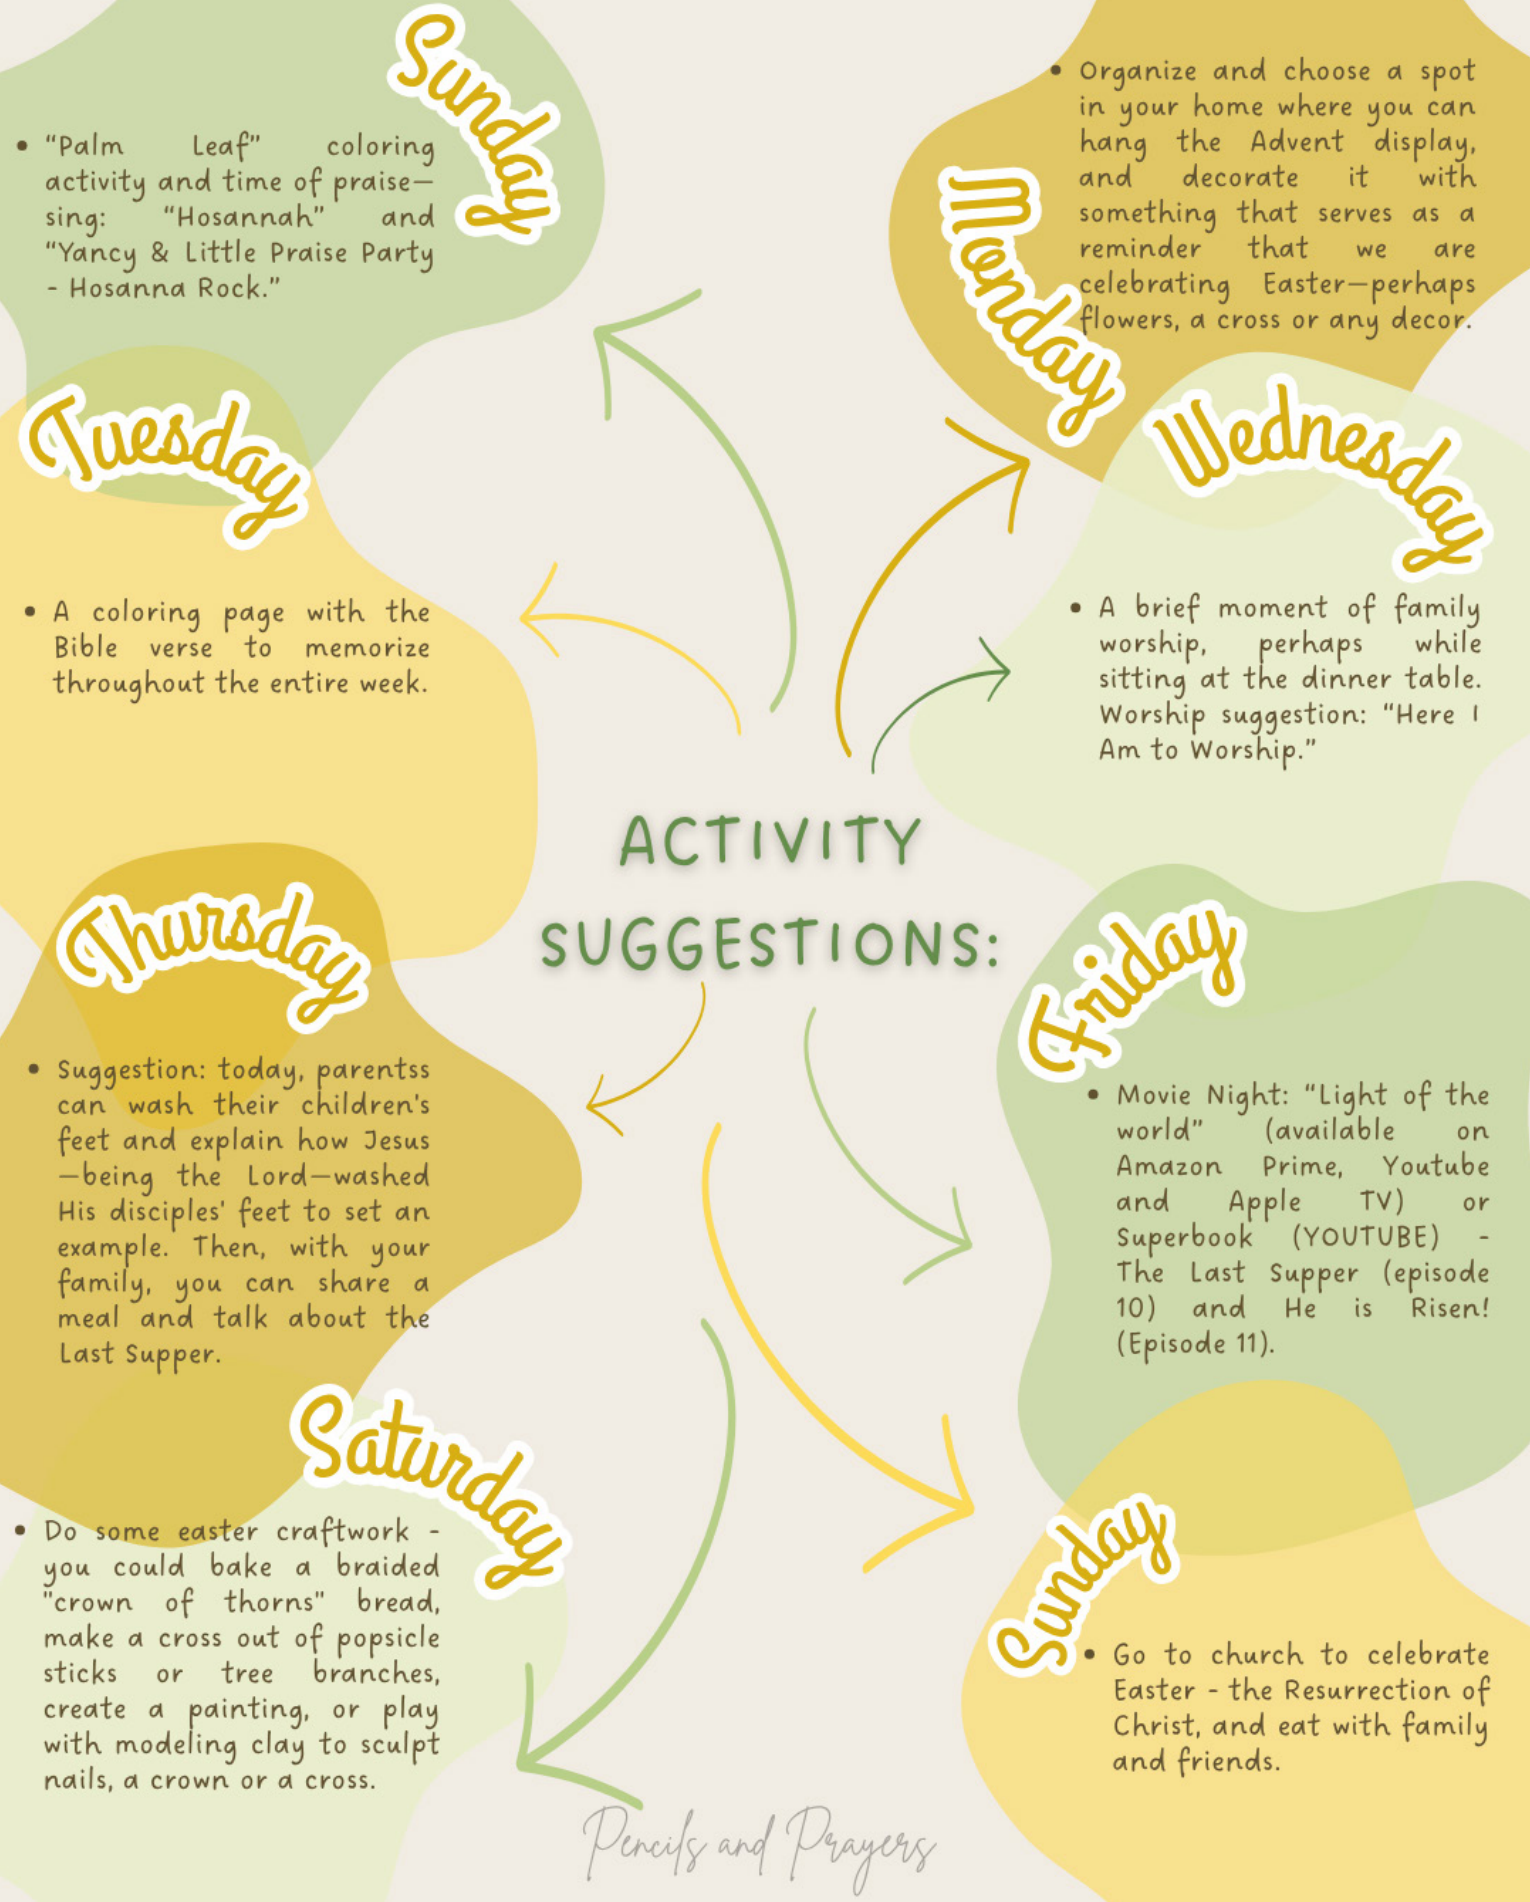 Sunday
• “Palm Leaf” coloring
activity and time of praise—
sing: “Hosannah” and
“Yancy & Little Praise Party
- Hosanna Rock.”
Monday
• Organize and choose a spot
in your home where you can
hang the Advent display,
and decorate it with
something that serves as a
reminder that we are
celebrating Easter—perhaps
flowers, a cross or any decor.
Tuesday
• A coloring page with the
Bible verse to memorize
throughout the entire week.
Wednesday
• A brief moment of family
worship, perhaps while
sitting at the dinner table.
Worship suggestion: “Here I
Am to Worship.”
ACTIVITY
SUGGESTIONS:
Thursday
• Suggestion: today, parentss
can wash their children's
feet and explain how Jesus
—being the Lord—washed
His disciples' feet to set an
example. Then, with your
family, you can share a
meal and talk about the
Last Supper.
Friday
• Movie Night: “Light of the
world” (available on
Amazon Prime, Youtube
and Apple TV) or
Superbook (YOUTUBE) -
The Last Supper (episode
10) and He is Risen!
(Episode 11).
Saturday
• Do some easter craftwork -
you could bake a braided
"crown of thorns" bread,
make a cross out of popsicle
sticks or tree branches,
create a painting, or play
with modeling clay to sculpt
nails, a crown or a cross.
Sunday
• Go to church to celebrate
Easter - the Resurrection of
Christ, and eat with family
and friends.
Pencils and Prayers